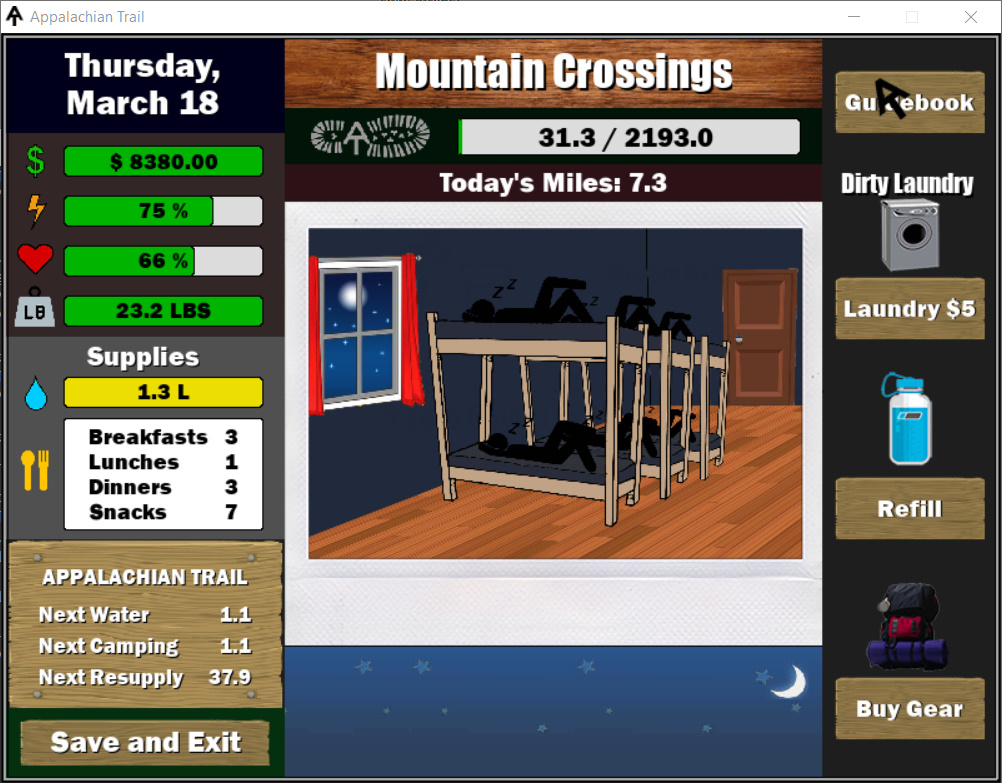 Appalachian Trail
Thursday,
March 18
$ 8380.00
75 %
66 %
LB
23.2 LBS
Supplies
1.3 L
Breakfasts 3
Lunches 1
Dinners 3
Snacks 7
APPALACHIAN TRAIL
Next Water 1.1
Next Camping 1.1
Next Resupply 37.9
Save and Exit
Mountain Crossings
31.3 / 2193.0
Today's Miles: 7.3
z z
z
z z
z z
z
Guidebook
Dirty Laundry
Laundry $5
Refill
Buy Gear